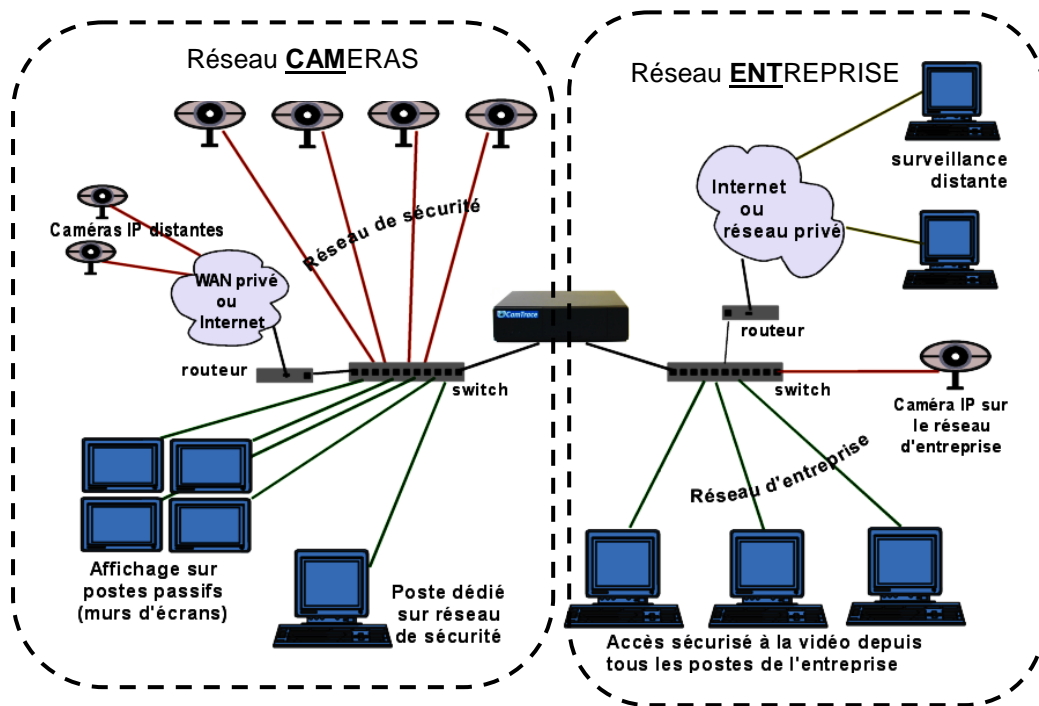 Réseau CAMERAS
Caméras IP distantes
Réseau de sécurité
WAN privé
ou
Internet
routeur
switch
Affichage sur
postes passifs
(murs d'écrans)
Poste dédié
sur réseau
de sécurité
CamTrace
Réseau ENTREPRISE
surveillance
distante
Internet
ou
réseau privé
routeur
switch
Caméra IP sur
le réseau
d'entreprise
Réseau d'entreprise
Accès sécurisé à la vidéo depuis
tous les postes de l'entreprise